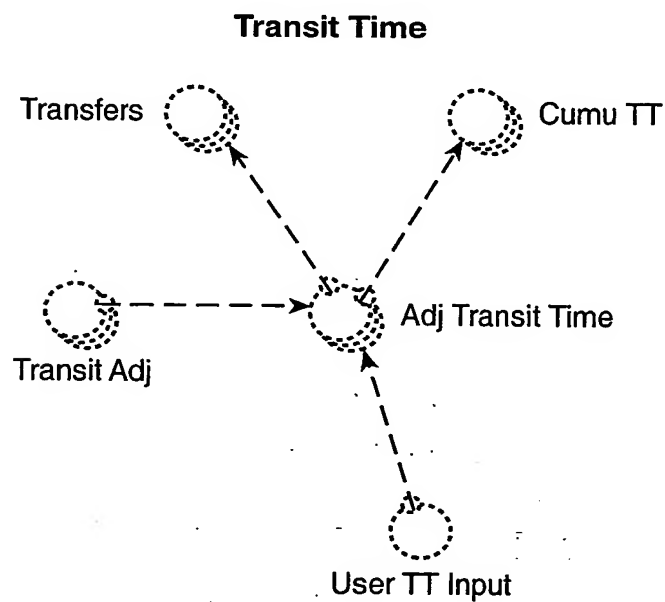 Transit Time
Transfers
Cumu TT
Adj Transit Time
Transit Adj
User TT Input